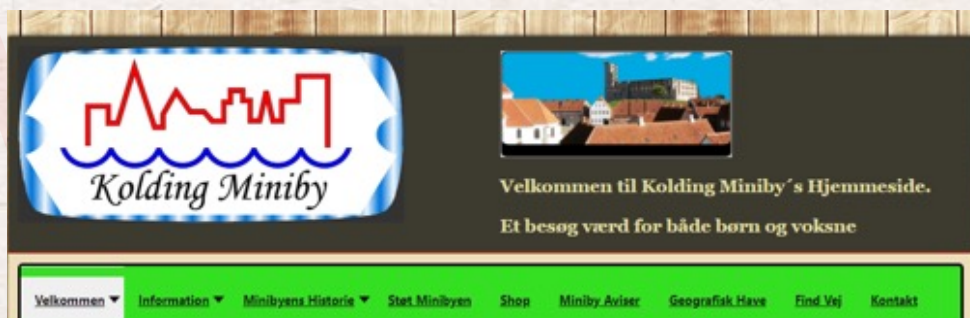 Kolding Miniby
Velkommen til Kolding Miniby´s Hjemmeside.
Et besøg værd for både børn og voksne
Velkommen ▼ Information ▼ Minibyens Historie ▼ Støt Minibyen Shop Miniby Aviser Geografisk Have Find Vej Kontakt